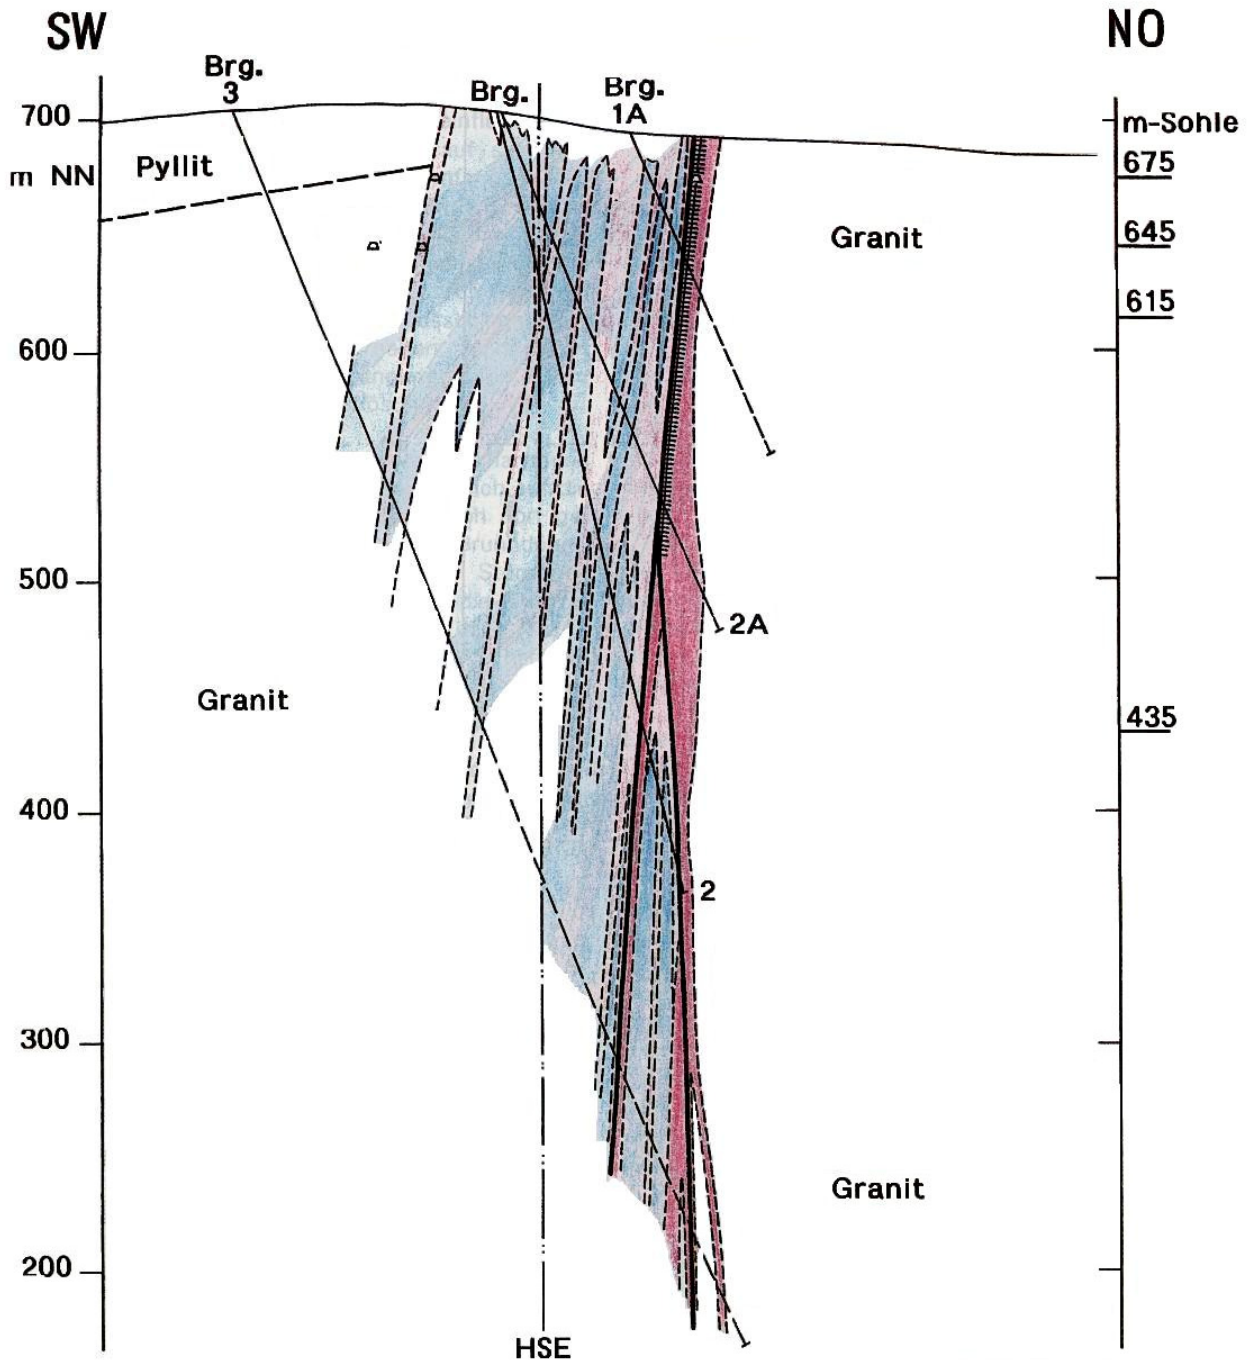 SW
NO
Brg.
3
Brg.
Brg.
1A
700
m-Sohle
m NN
Pyllit
675
Granit
645
615
600
500
2A
Granit
435
400
2
300
Granit
200
HSE